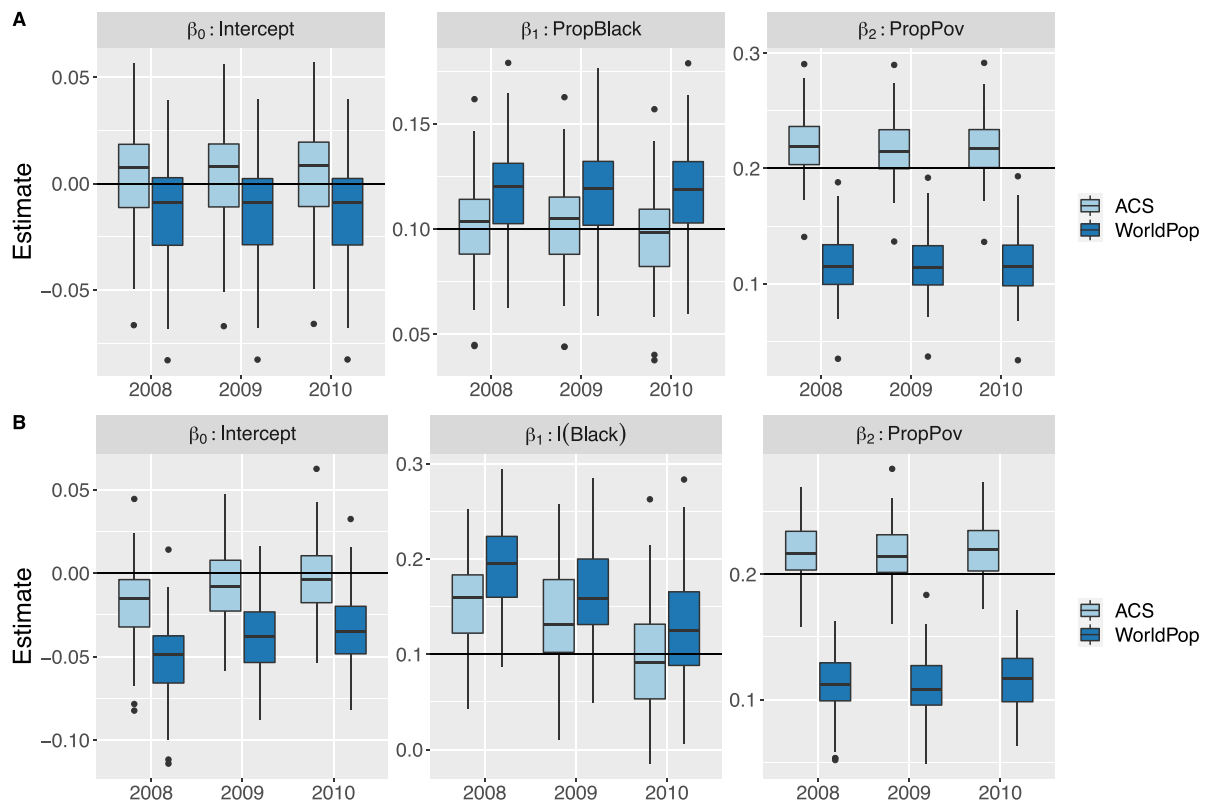 A
β0 : Intercept
β1 : PropBlack
β2 : PropPov
Estimate
0.05
0.00
−0.05
0.15
0.10
0.05
0.3
0.2
0.1
2008 2009 2010
2008 2009 2010
2008 2009 2010
ACS
WorldPop
B
β0 : Intercept
β1 : I(Black)
β2 : PropPov
Estimate
0.05
0.00
−0.05
−0.10
0.3
0.2
0.1
0.0
0.2
0.1
2008 2009 2010
2008 2009 2010
2008 2009 2010
ACS
WorldPop